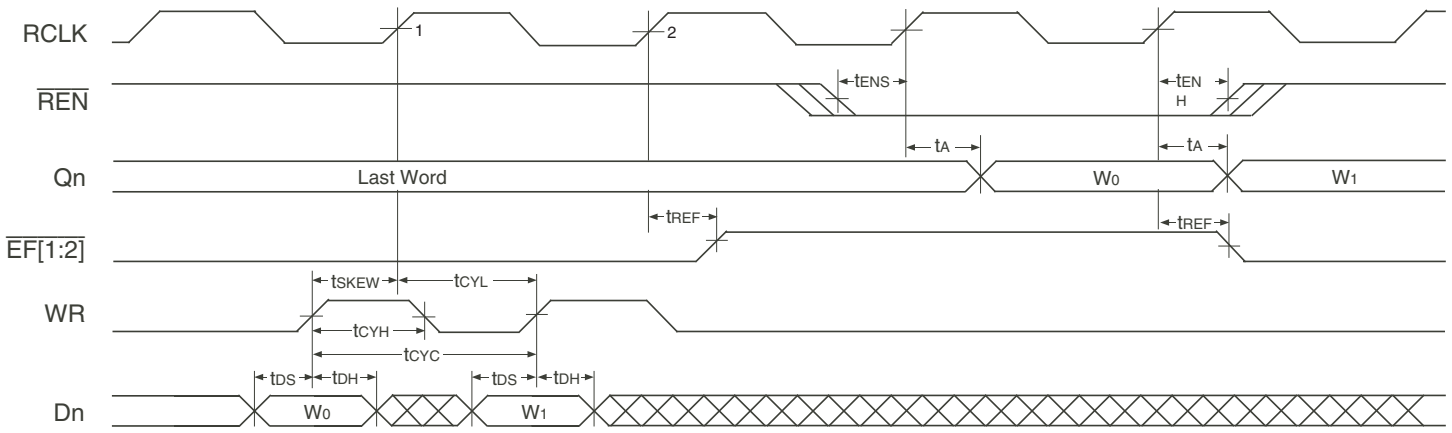 RCLK
1
2
REN
tENS
tEN
H
tA
tA
Qn
Last Word
W0
W1
tREF
tREF
EF[1:2]
tSKEW
tCYL
WR
tCYH
tCYC
tDS
tDH
tDS
tDH
Dn
W0
W1